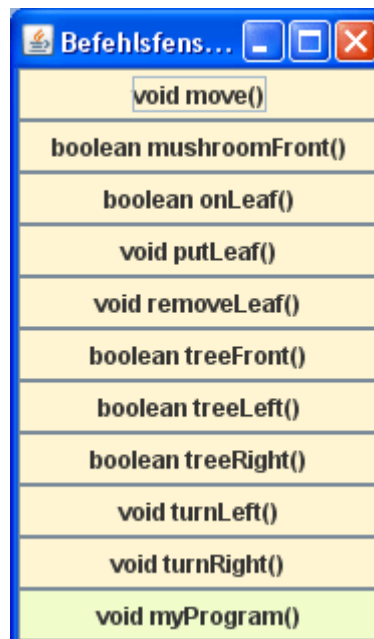 Befehlsfens...
void move()
boolean mushroomFront()
boolean onLeaf()
void putLeaf()
void removeLeaf()
boolean treeFront()
boolean treeLeft()
boolean treeRight()
void turnLeft()
void turnRight()
void myProgram()